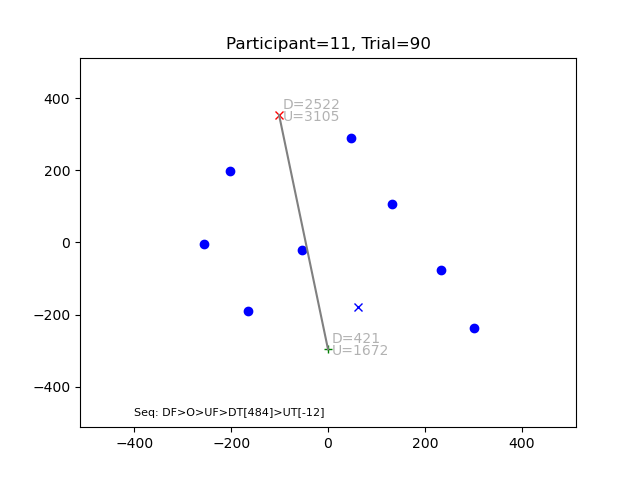 Participant=11, Trial=90
D=2522
U=3105
400
200
0
−200
−400
D=421
U=1672
Seq: DF>O>UF>DT[484]>UT[-12]
−400 −200 0 200 400